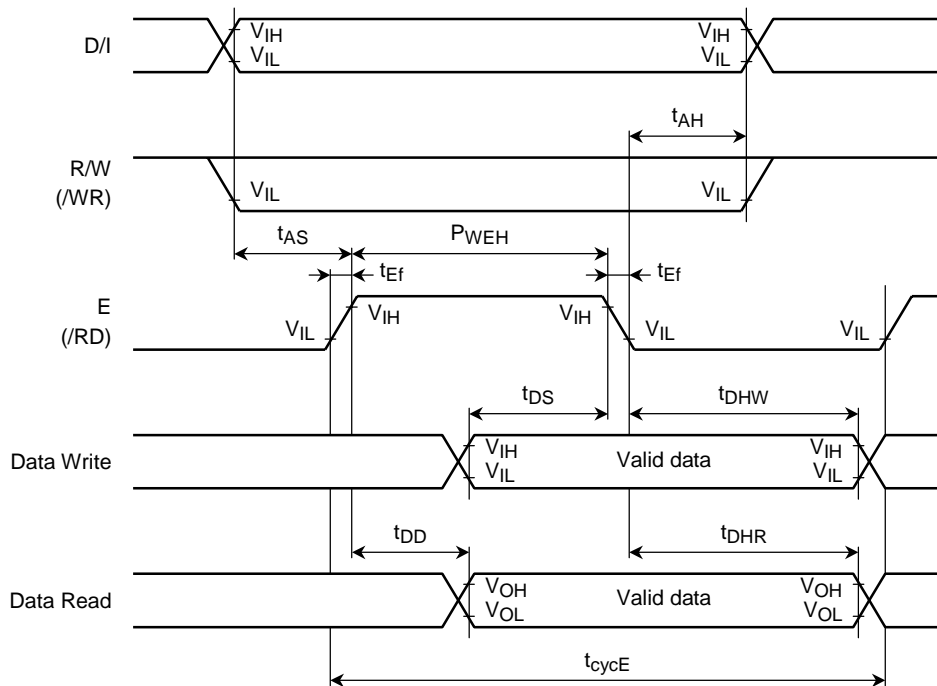 D/I
VIH
VIL
VIH
VIL
tAH
R/W
(/WR)
VIL
VIL
tAS
PWEH
tEf
tEf
E
(/RD)
VIL
VIH
VIH
VIL
VIL
tDS
tDHW
Data Write
VIH
VIL
Valid data
VIH
VIL
tDD
tDHR
Data Read
VOH
VOL
Valid data
VOH
VOL
tcycE